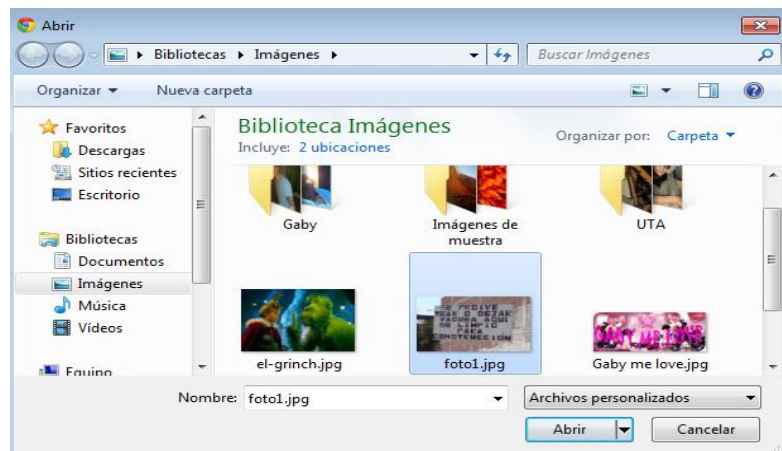 Abrir
Bibliotecas Imágenes
Buscar Imágenes
Organizar
Nueva carpeta
Favoritos
Descargas
Sitios recientes
Escritorio
Bibliotecas
Documentos
Imágenes
Música
Vídeos
Equipo
Biblioteca Imágenes
Incluye: 2 ubicaciones
Organizar por: Carpeta
Gaby
Imágenes de
muestra
UTA
el-grinch.jpg
foto1.jpg
Gaby me love.jpg
Nombre: foto1.jpg
Archivos personalizados
Abrir
Cancelar